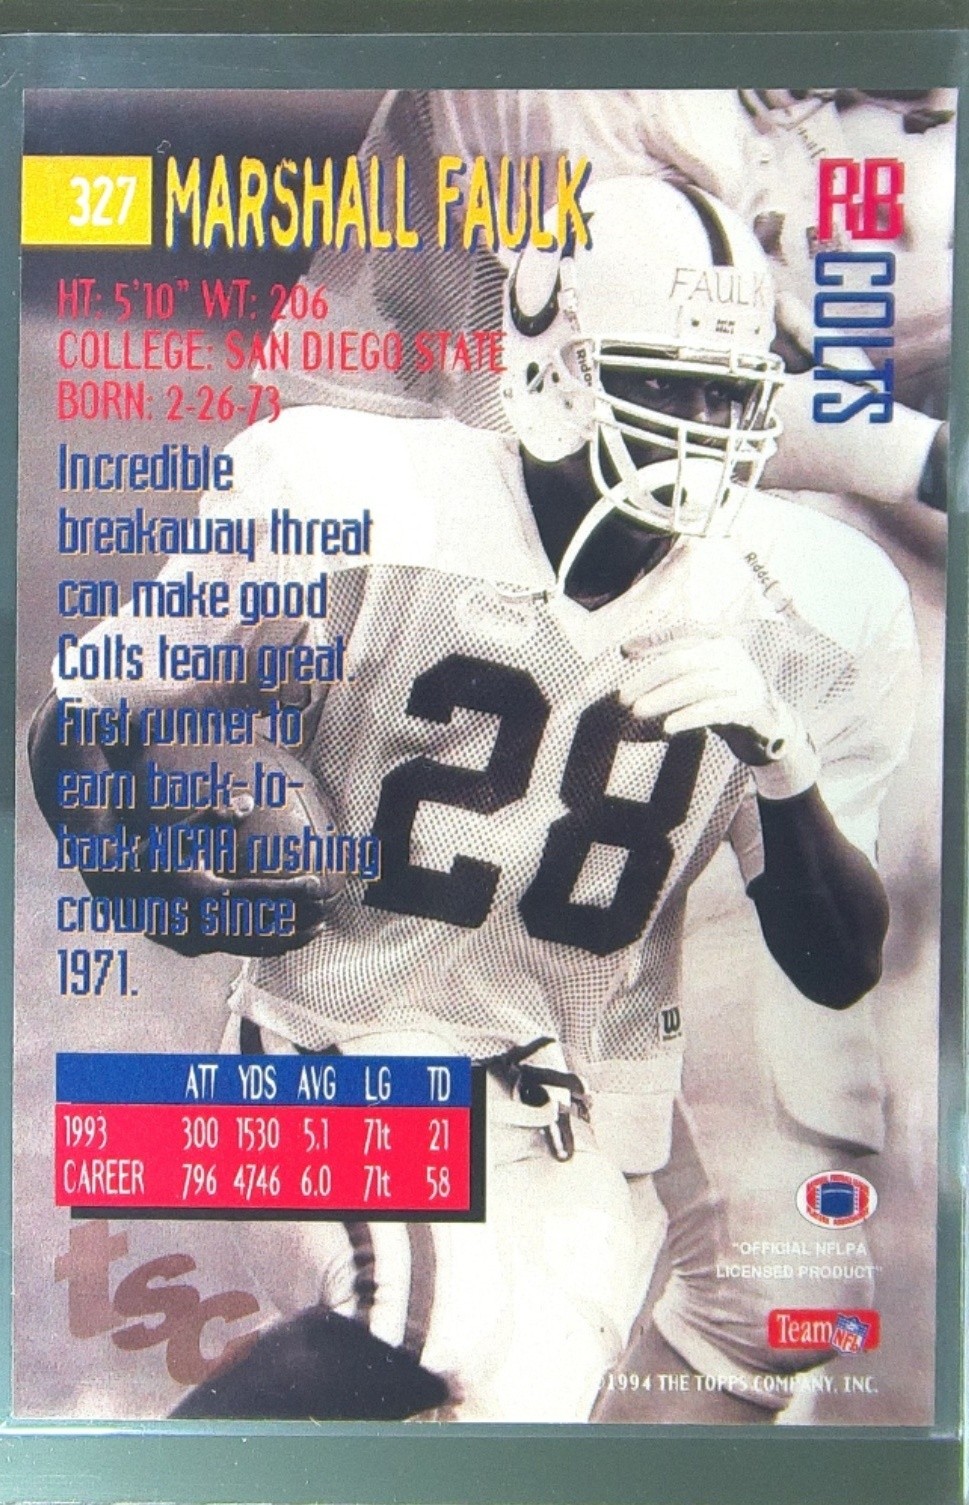 327 MARSHALL FAULK
RB
COLTS
HT: 5'10" WT: 206
COLLEGE: SAN DIEGO STATE
BORN: 2-26-73
FAULK
Riddell
Incredible
breakaway threat
can make good
Colts team great.
First runner to
earn back-to-
back NCAA rushing
crowns since
1971.
28
W
ATT YDS AVG LG TD
1993 300 1530 5.1 71t 21
CAREER 796 4746 6.0 71t 58
tsc
"OFFICIAL NFLPA
LICENSED PRODUCT"
Team NFL
©1994 THE TOPPS COMPANY, INC.